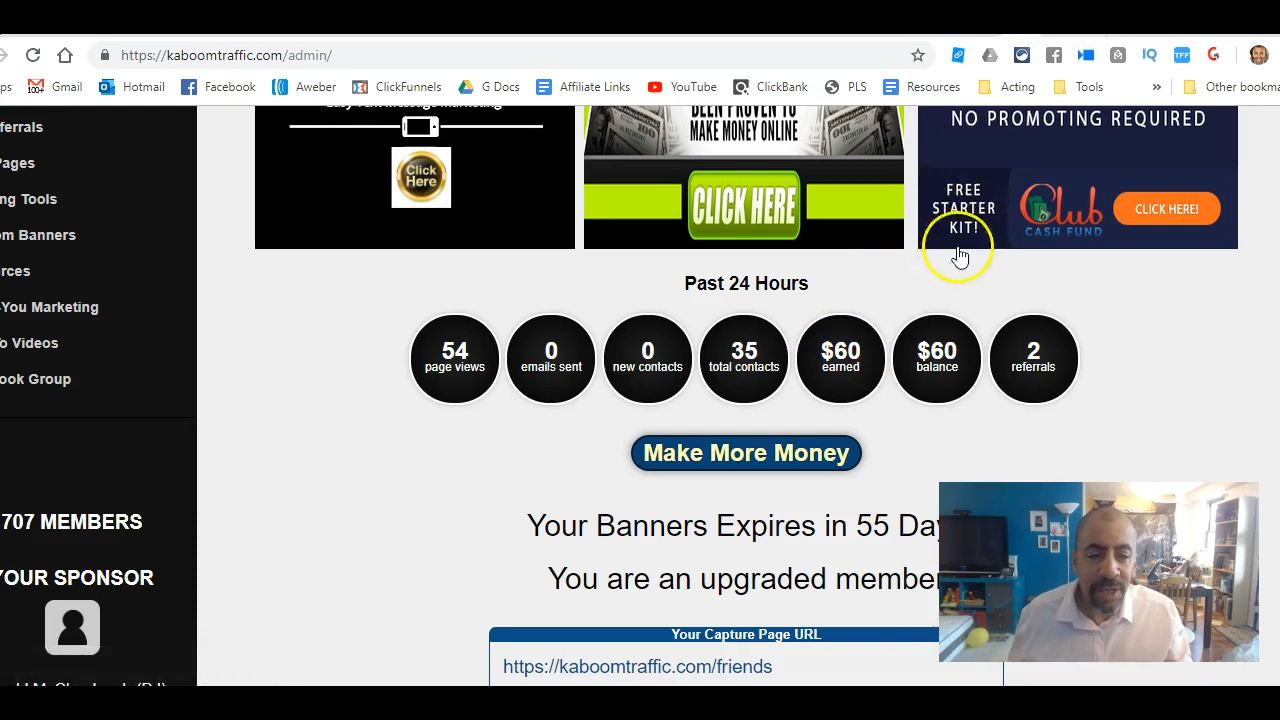 https://kaboomtraffic.com/admin/
Gmail
Hotmail
Facebook
Aweber
ClickFunnels
G Docs
Affiliate Links
YouTube
ClickBank
PLS
Resources
Acting
Tools
»
Other bookma
BEEN PROVEN TO
MAKE MONEY ONLINE
NO PROMOTING REQUIRED
Click
Here
CLICK HERE
FREE
STARTER
KIT!
Club
CASH FUND
CLICK HERE!
ferrals
Pages
ng Tools
om Banners
rces
-You Marketing
o Videos
ook Group
707 MEMBERS
YOUR SPONSOR
Past 24 Hours
54
page views
0
emails sent
0
new contacts
35
total contacts
$60
earned
$60
balance
2
referrals
Make More Money
Your Banners Expires in 55 Day
You are an upgraded membe
Your Capture Page URL
https://kaboomtraffic.com/friends